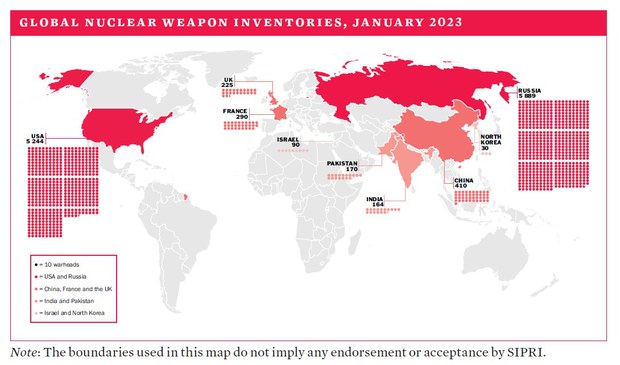 GLOBAL NUCLEAR WEAPON INVENTORIES, JANUARY 2023
UK
225
RUSSIA
5 889
FRANCE
290
USA
5 244
ISRAEL
90
NORTH
KOREA
30
PAKISTAN
170
CHINA
410
INDIA
164
= 10 warheads
= USA and Russia
= China, France and the UK
= India and Pakistan
= Israel and North Korea
Note: The boundaries used in this map do not imply any endorsement or acceptance by SIPRI.